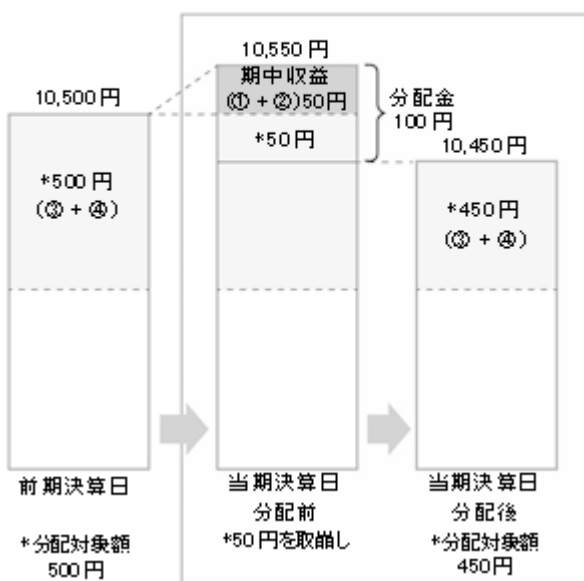 10,500円
*500円
(③+④)
前期決算日
*分配対象額
500円
10,550円
期中収益
(①+②)50円
*50円
分配金
100円
当期決算日
分配前
*50円を取崩し
10,450円
*450円
(③+④)
当期決算日
分配後
*分配対象額
450円